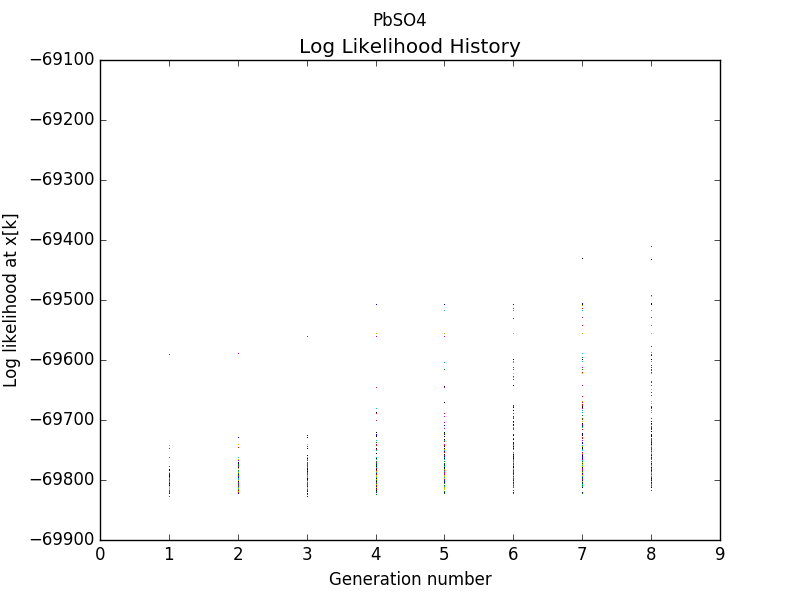 PbSO4
Log Likelihood History
−69100
−69200
−69300
−69400
−69500
−69600
−69700
−69800
−69900
Log likelihood at x[k]
0 1 2 3 4 5 6 7 8 9
Generation number